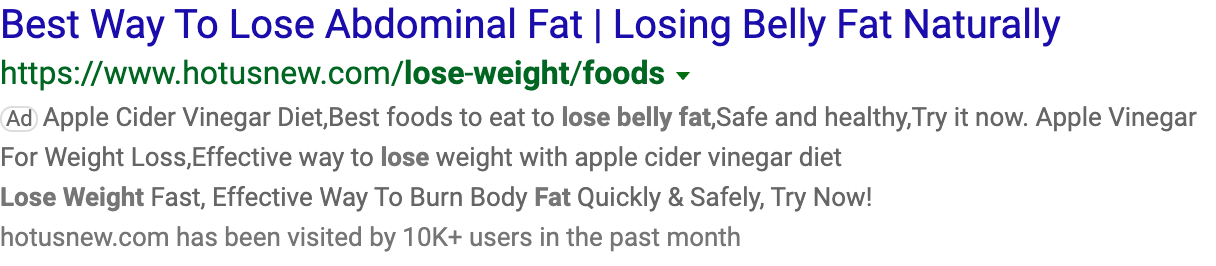 Best Way To Lose Abdominal Fat | Losing Belly Fat Naturally
https://www.hotusnew.com/lose-weight/foods
Ad Apple Cider Vinegar Diet,Best foods to eat to lose belly fat,Safe and healthy,Try it now. Apple Vinegar
For Weight Loss,Effective way to lose weight with apple cider vinegar diet
Lose Weight Fast, Effective Way To Burn Body Fat Quickly & Safely, Try Now!
hotusnew.com has been visited by 10K+ users in the past month